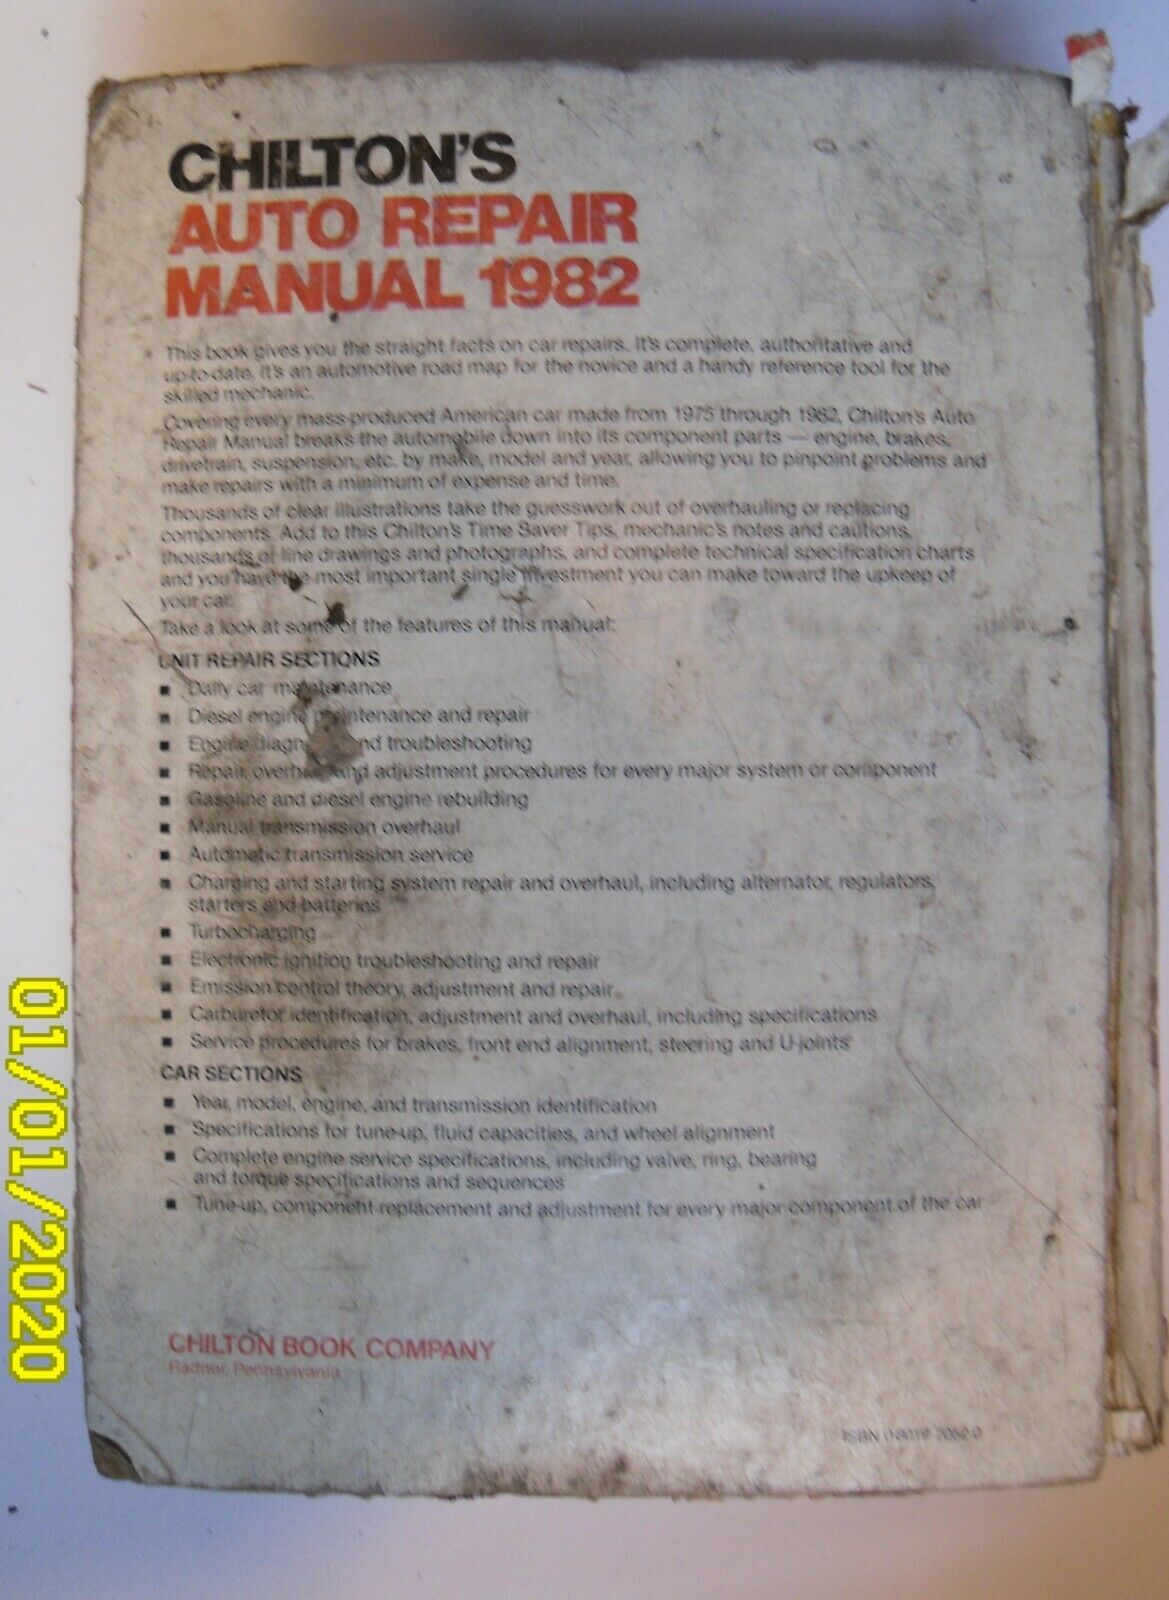 CHILTON'S
AUTO REPAIR
MANUAL 1982
This book gives you the straight facts on car repairs. It's complete, authoritative and
up-to-date. It's an automotive road map for the novice and a handy reference tool for the
skilled mechanic.
Covering every mass-produced American car made from 1975 through 1982, Chilton's Auto
Repair Manual breaks the automobile down into its component parts — engine, brakes,
drivetrain, suspension, etc. by make, model and year, allowing you to pinpoint problems and
make repairs with a minimum of expense and time.
Thousands of clear illustrations take the guesswork out of overhauling or replacing
components. Add to this Chilton's Time Saver Tips, mechanic's notes and cautions,
thousands of line drawings and photographs, and complete technical specification charts
and you have the most important single investment you can make toward the upkeep of
your car.
Take a look at some of the features of this manual:
UNIT REPAIR SECTIONS
■ Daily car maintenance
■ Diesel engine maintenance and repair
■ Engine and troubleshooting
■ Repair, overhaul and adjustment procedures for every major system or component
■ Gasoline and diesel engine rebuilding
■ Manual transmission overhaul
■ Automatic transmission service
■ Charging and starting system repair and overhaul, including alternator, regulators,
starters and batteries
■ Turbocharging
■ Electronic ignition troubleshooting and repair
■ Emission control theory, adjustment and repair
■ Carburetor identification, adjustment and overhaul, including specifications
■ Service procedures for brakes, front end alignment, steering and U-joints
CAR SECTIONS
■ Year, model, engine, and transmission identification
■ Specifications for tune-up, fluid capacities, and wheel alignment
■ Complete engine service specifications, including valve, ring, bearing
and torque specifications and sequences
■ Tune-up, component replacement and adjustment for every major component of the car
CHILTON BOOK COMPANY
Radnor, Pennsylvania
ISBN 0-8019-7052-0
01/01/2020